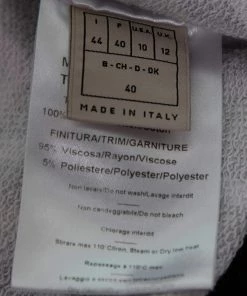 I F U.S.A. U.K.
44 40 10 12
B - CH - D - DK
40
MADE IN ITALY
100%
FINITURA/TRIM/GARNITURE
95% Viscosa/Rayon/Viscose
5% Poliestere/Polyester/Polyester
Non lavare/Do not wash/Lavage interdit
Non candeggiabile/Do not bleach
Chlorage interdit
Stirare max 110°C/Iron, Steam or Dry low Heat
Repassage a 110°C max
Lavaggio a